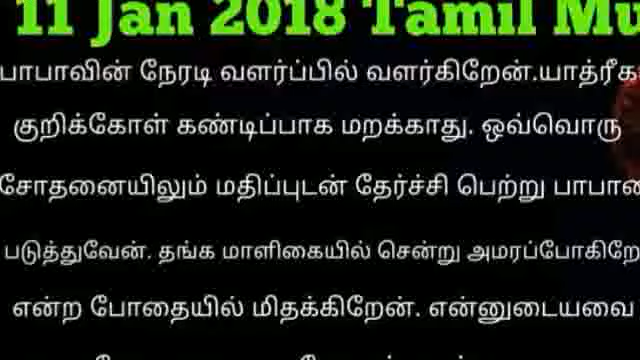 11 Jan 2018 Tamil Mu
பாபாவின் நேரடி வளர்ப்பில் வளர்கிறேன்.யாத்ரீக
குறிக்கோள் கண்டிப்பாக மறக்காது. ஒவ்வொரு
சோதனையிலும் மதிப்புடன் தேர்ச்சி பெற்று பாபாவை
படுத்துவேன். தங்க மாளிகையில் சென்று அமரப்போகிறே
என்ற போதையில் மிதக்கிறேன். என்னுடையவை